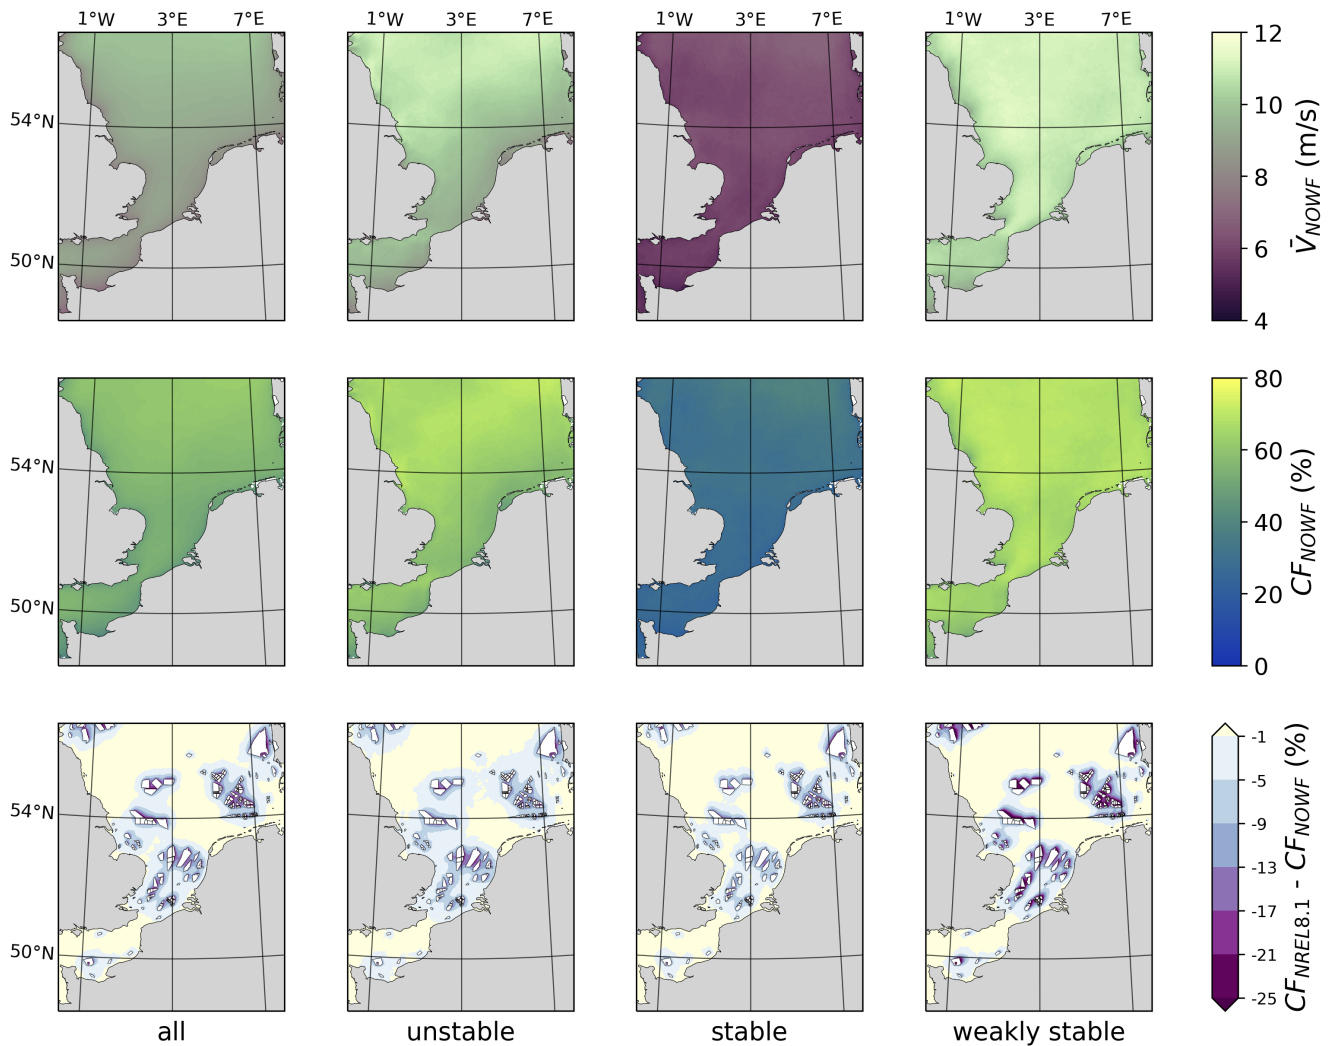 1°W 3°E 7°E 1°W 3°E 7°E 1°W 3°E 7°E 1°W 3°E 7°E
54°N
50°N
12
10
8
6
4
V̄NOWF (m/s)
54°N
50°N
80
60
40
20
0
CFNOWF (%)
54°N
50°N
-1
-5
-9
-13
-17
-21
-25
CFNREL8.1 - CFNOWF (%)
all unstable stable weakly stable